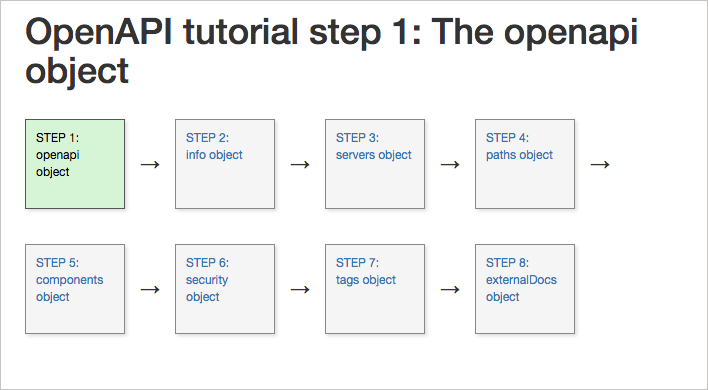 OpenAPI tutorial step 1: The openapi
object
STEP 1:
openapi
object
→
STEP 2:
info object
→
STEP 3:
servers object
→
STEP 4:
paths object
→
STEP 5:
components
object
→
STEP 6:
security
object
→
STEP 7:
tags object
→
STEP 8:
externalDocs
object